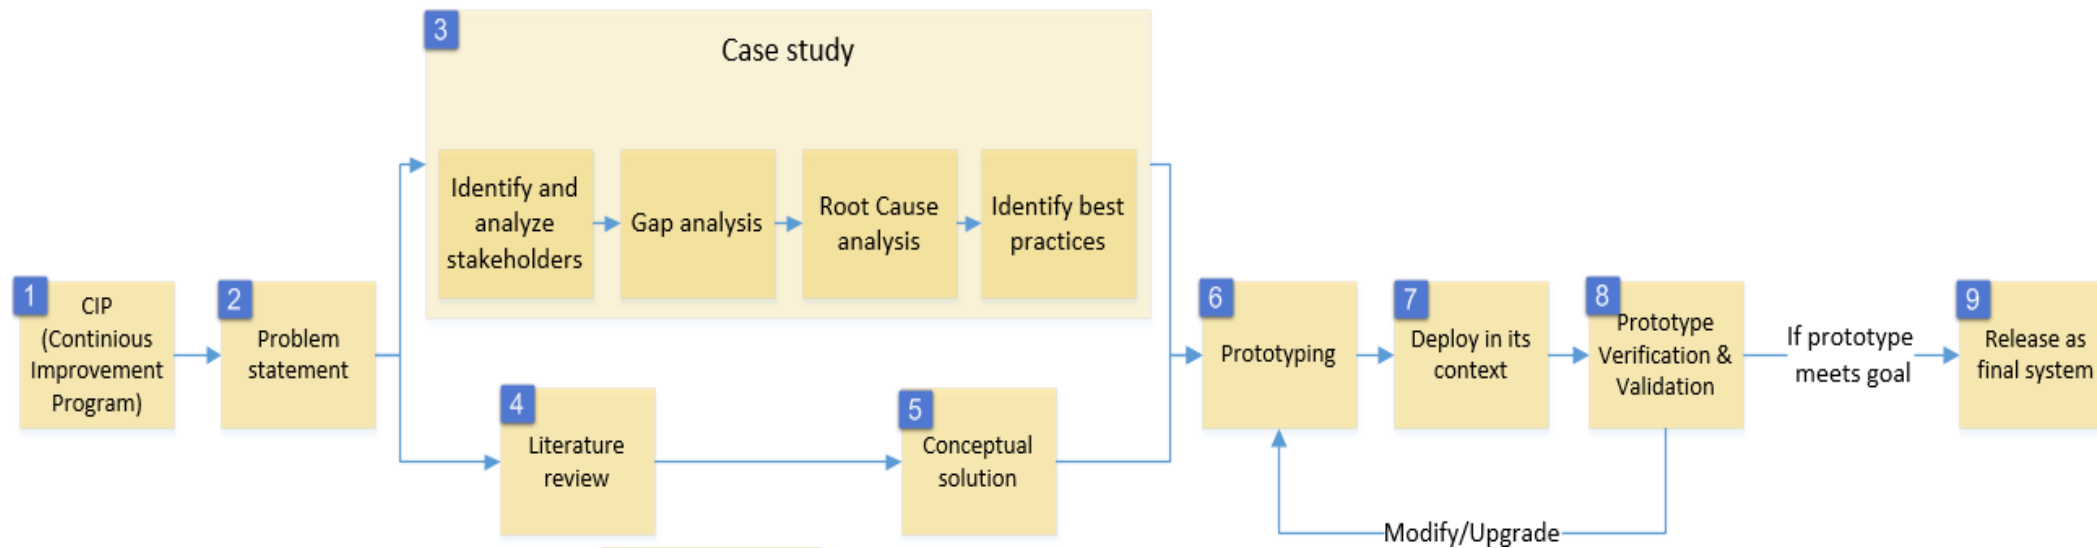 3
Case study
Identify and
analyze
stakeholders
Gap analysis
Root Cause
analysis
Identify best
practices
1
CIP
(Continious
Improvement
Program)
2
Problem
statement
4
Literature
review
5
Conceptual
solution
6
Prototyping
7
Deploy in its
context
8
Prototype
Verification &
Validation
If prototype
meets goal
9
Release as
final system
Modify/Upgrade